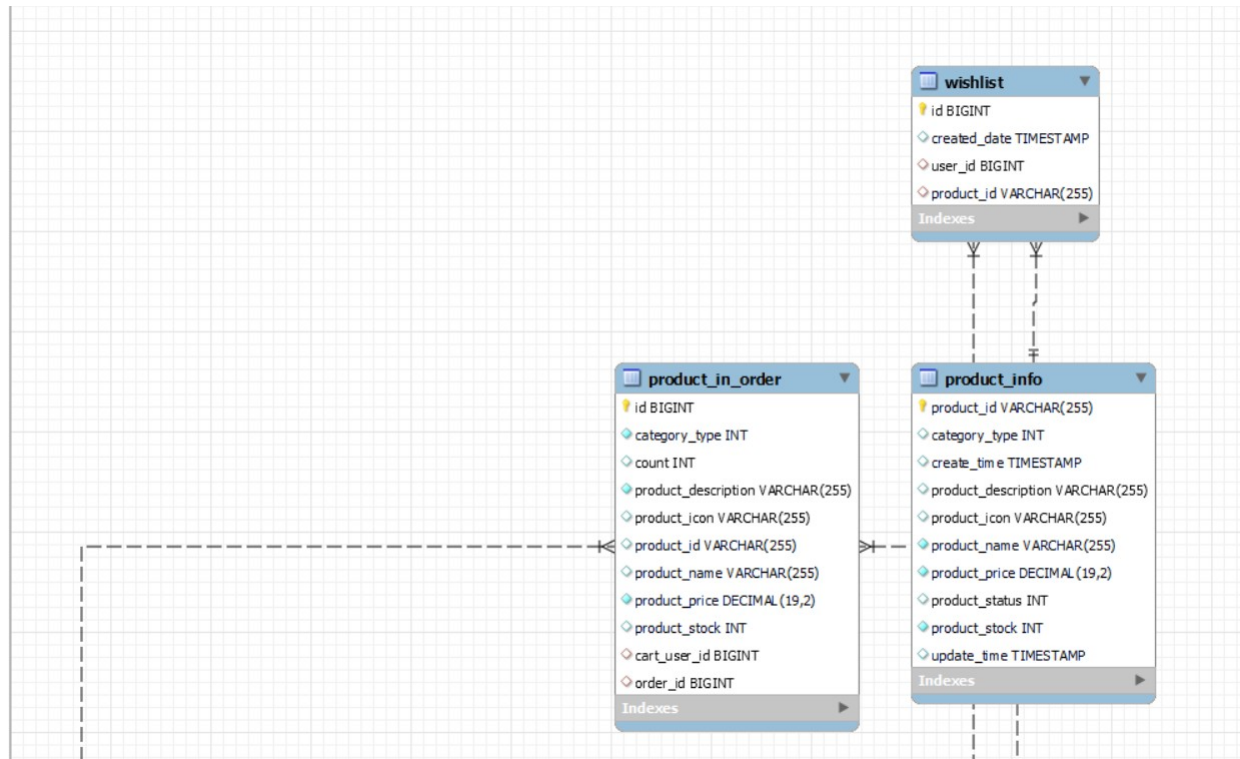 wishlist
id BIGINT
created_date TIMESTAMP
user_id BIGINT
product_id VARCHAR(255)
Indexes
product_in_order
id BIGINT
category_type INT
count INT
product_description VARCHAR(255)
product_icon VARCHAR(255)
product_id VARCHAR(255)
product_name VARCHAR(255)
product_price DECIMAL(19,2)
product_stock INT
cart_user_id BIGINT
order_id BIGINT
Indexes
product_info
product_id VARCHAR(255)
category_type INT
create_time TIMESTAMP
product_description VARCHAR(255)
product_icon VARCHAR(255)
product_name VARCHAR(255)
product_price DECIMAL(19,2)
product_status INT
product_stock INT
update_time TIMESTAMP
Indexes